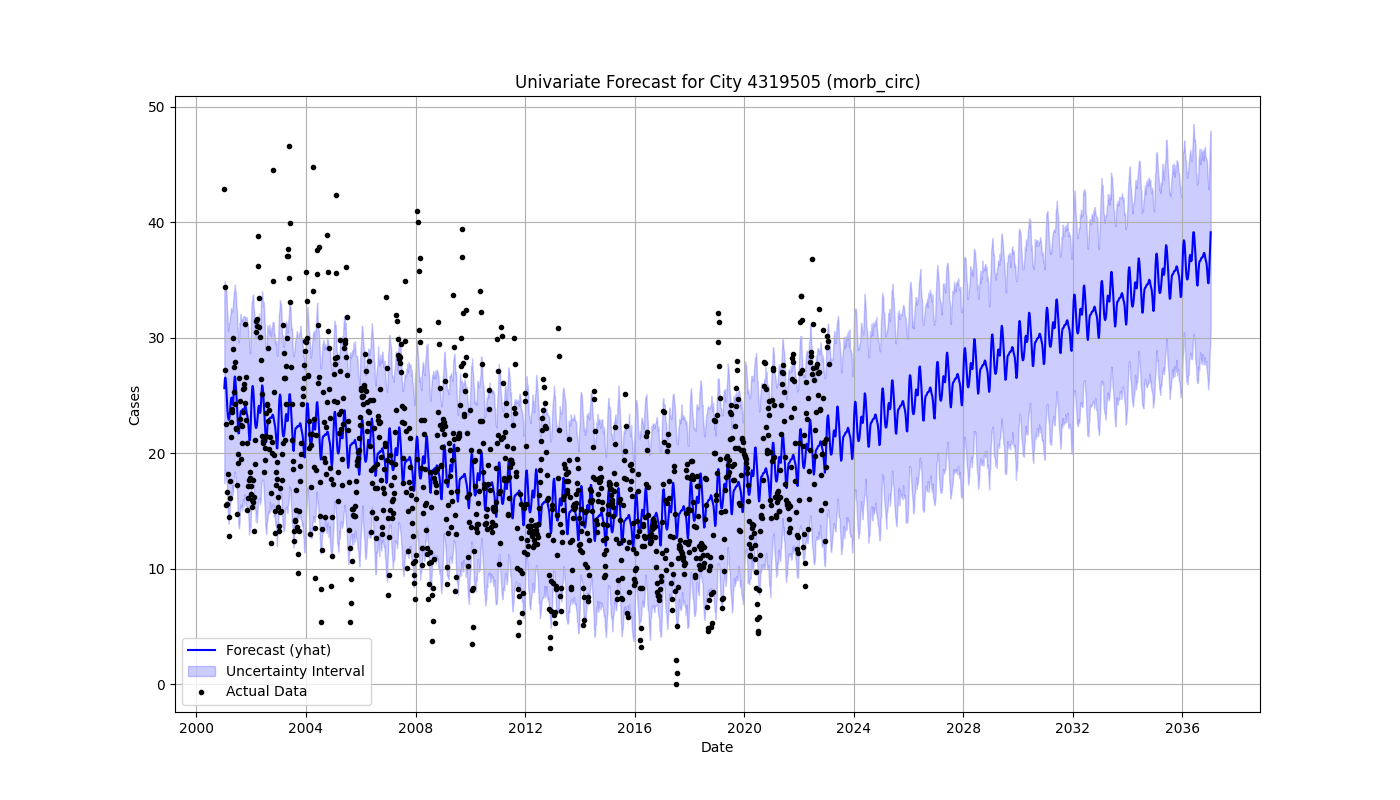 Univariate Forecast for City 4319505 (morb_circ)
50
40
30
20
10
0
Cases
Forecast (yhat)
Uncertainty Interval
Actual Data
2000 2004 2008 2012 2016 2020 2024 2028 2032 2036
Date